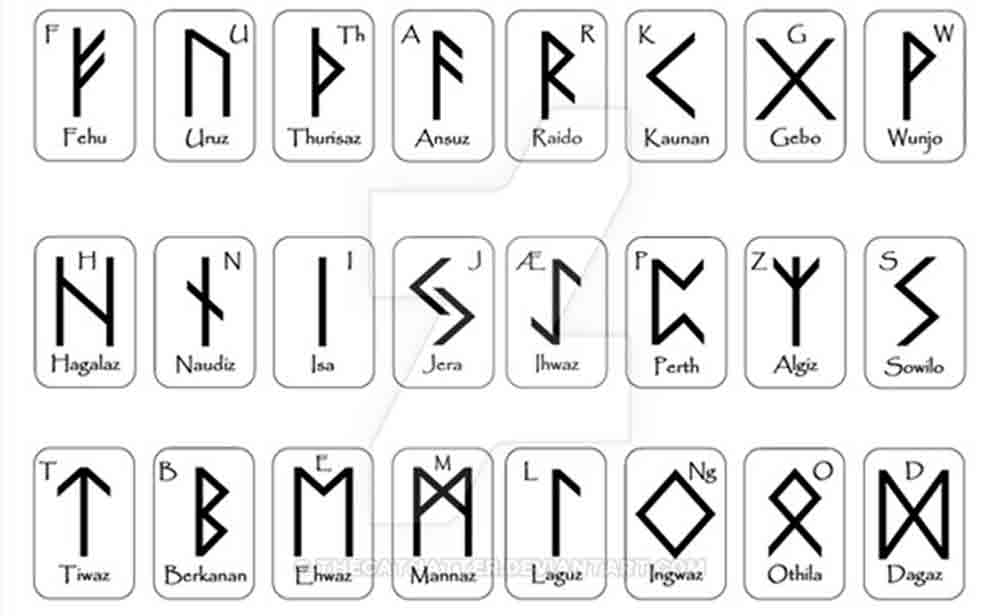 F U Th A R K G W
ᚠ ᚢ ᚦ ᚨ ᚱ ᚲ ᚷ ᚹ
Fehu Uruz Thurisaz Ansuz Raido Kaunan Gebo Wunjo
H N I J Æ P Z S
ᚺ ᚾ ᛁ ᛃ ᛇ ᛈ ᛉ ᛊ
Hagalaz Naudiz Isa Jera Ihwaz Perth Algiz Sowilo
T B E M L Ng O D
ᛏ ᛒ ᛖ ᛗ ᛚ ᛜ ᛟ ᛞ
Tiwaz Berkanan Ehwaz Mannaz Laguz Ingwaz Othila Dagaz